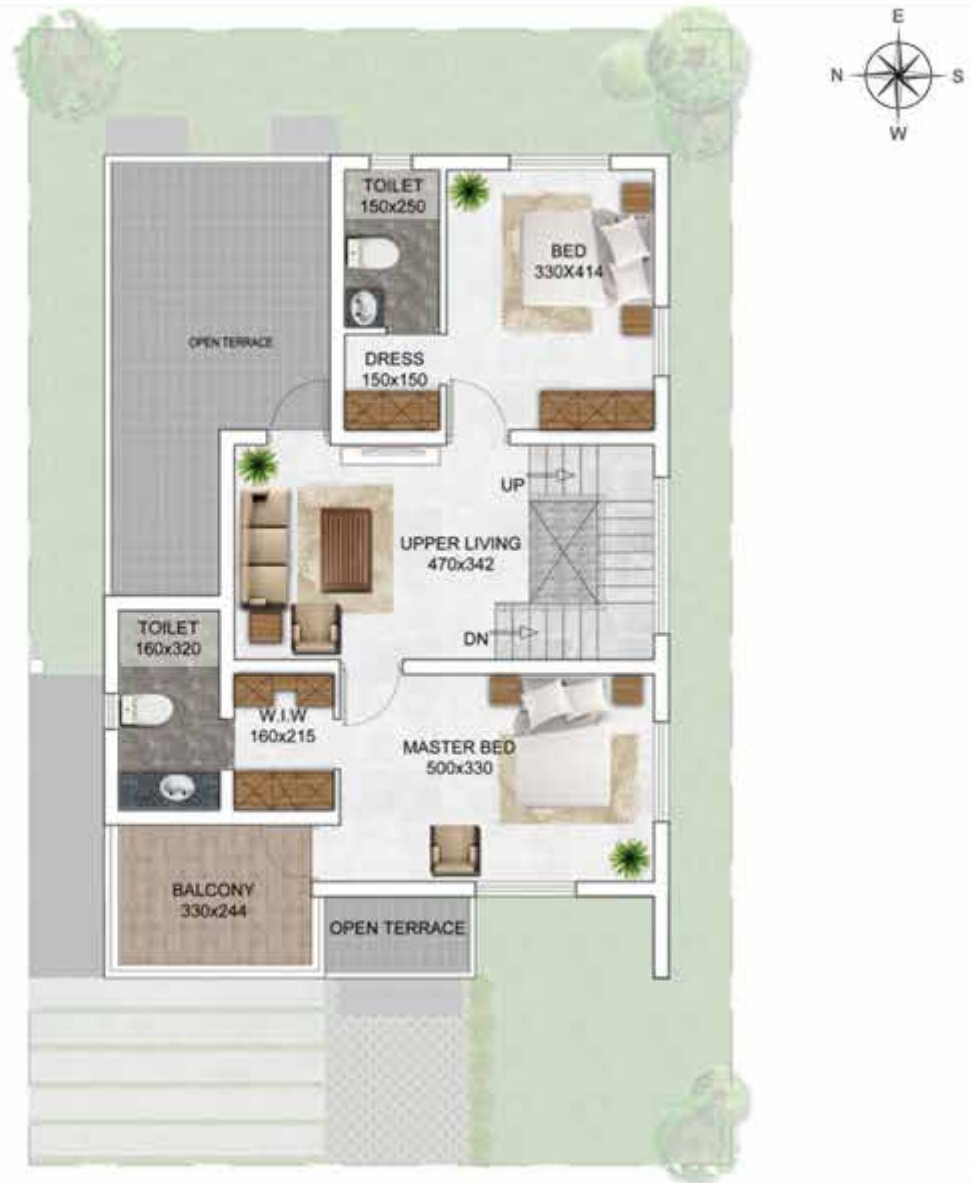 E
N
S
W
TOILET
150x250
BED
330X414
OPEN TERRACE
DRESS
150x150
UP
UPPER LIVING
470x342
DN
TOILET
160x320
W.I.W
160x215
MASTER BED
500x330
BALCONY
330x244
OPEN TERRACE